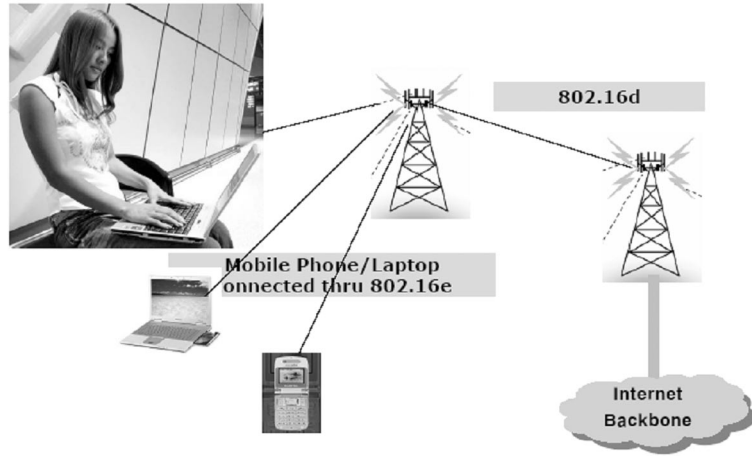 802.16d
Mobile Phone/Laptop
onnected thru 802.16e
Internet
Backbone